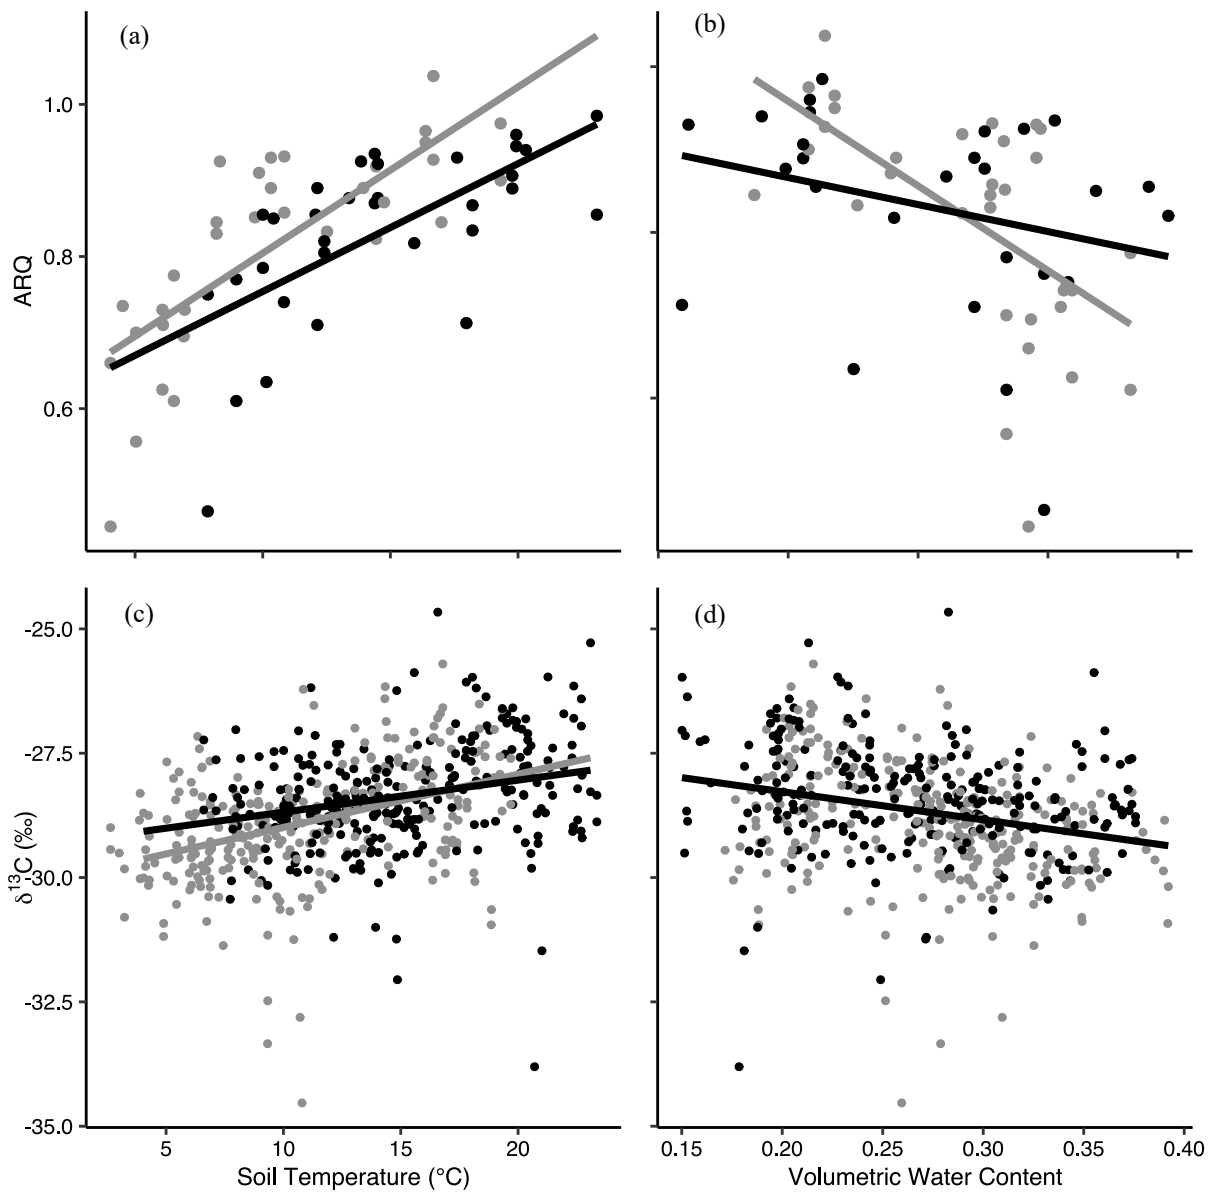 (a)
(b)
1.0
0.8
0.6
ARQ
(c)
(d)
-25.0
-27.5
-30.0
-32.5
-35.0
δ13C (‰)
5 10 15 20
0.15 0.20 0.25 0.30 0.35 0.40
Soil Temperature (°C)
Volumetric Water Content